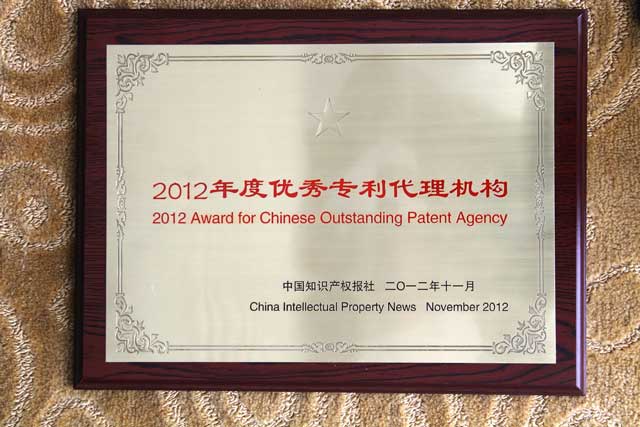 2012年度优秀专利代理机构
2012 Award for Chinese Outstanding Patent Agency
中国知识产权报社 二〇一二年十一月
China Intellectual Property News November 2012